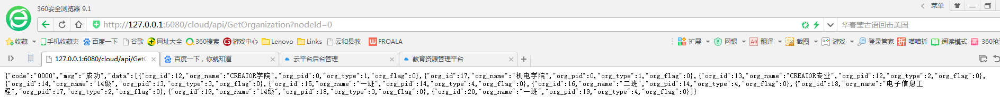 360安全浏览器 9.1
菜单
http://127.0.0.1:6080/cloud/api/GetOrganization?nodeId=0
华春莹古语回击美国
收藏 手机收藏夹 百度一下 谷歌 网址大全 360搜索 游戏中心 Lenovo Links 云和县教 FROALA
扩展 网银 Aa 翻译 截图 游戏 登录管家 折 喵喵折 阅读模式 票 360抢
127.0.0.1:6080/cloud/api/GetO 百度一下,你就知道 云平台后台管理 教育资源管理平台
{"code":"0000","msg":"成功","data":[{"org_id":12,"org_name":"CREATOR学院","org_pid":0,"org_type":1,"org_flag":0},{"org_id":17,"org_name":"机电学院","org_pid":0,"org_type":1,"org_flag":0},{"org_id":13,"org_name":"CREATOR专业","org_pid":12,"org_type":2,"org_flag":0},
{"org_id":14,"org_name":"14级","org_pid":13,"org_type":3,"org_flag":0},{"org_id":15,"org_name":"一班","org_pid":14,"org_type":4,"org_flag":0},{"org_id":16,"org_name":"二班","org_pid":14,"org_type":4,"org_flag":0},{"org_id":18,"org_name":"电子信息工
程","org_pid":17,"org_type":2,"org_flag":0},{"org_id":19,"org_name":"14级","org_pid":18,"org_type":3,"org_flag":0},{"org_id":20,"org_name":"一班","org_pid":19,"org_type":4,"org_flag":0}]}